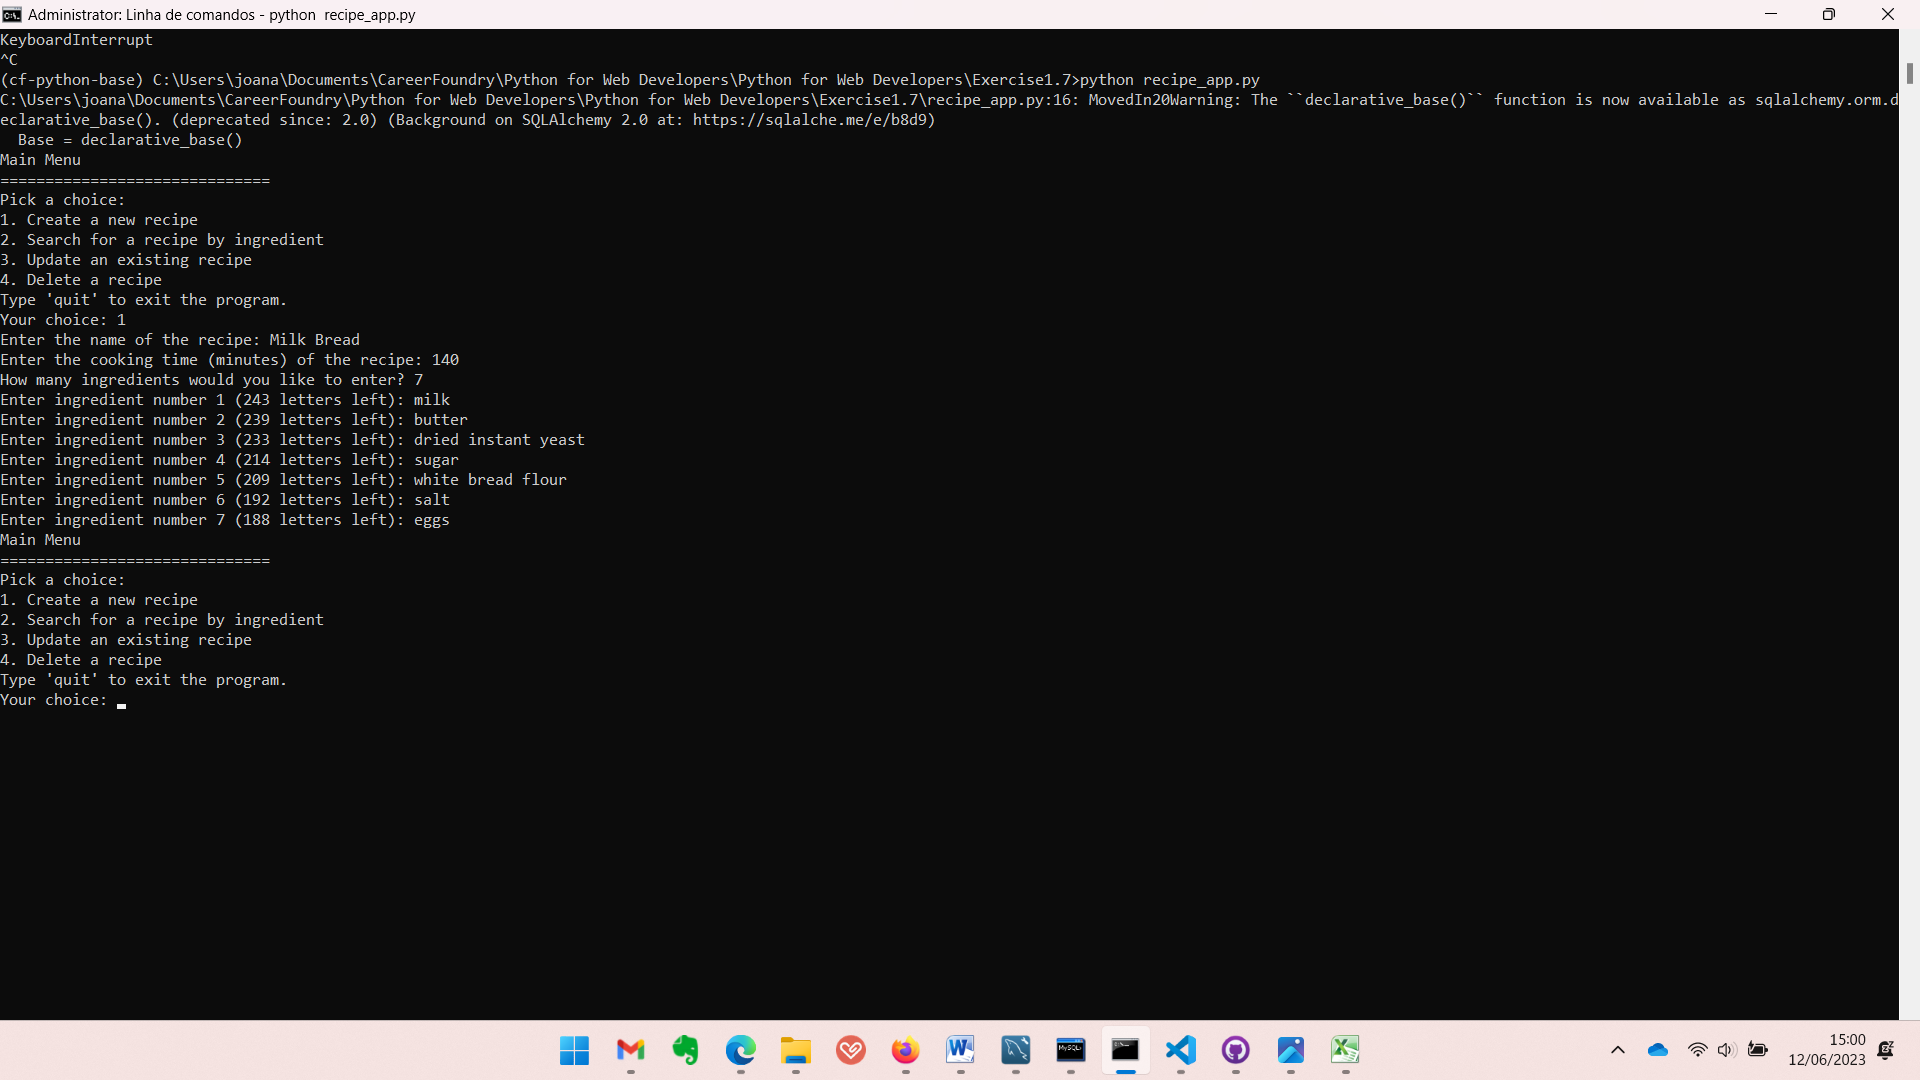 Administrator: Linha de comandos - python  recipe_app.py
KeyboardInterrupt
^C
(cf-python-base) C:\Users\joana\Documents\CareerFoundry\Python for Web Developers\Python for Web Developers\Exercise1.7>python recipe_app.py
C:\Users\joana\Documents\CareerFoundry\Python for Web Developers\Python for Web Developers\Exercise1.7\recipe_app.py:16: MovedIn20Warning: The ``declarative_base()`` function is now available as sqlalchemy.orm.d
eclarative_base(). (deprecated since: 2.0) (Background on SQLAlchemy 2.0 at: https://sqlalche.me/e/b8d9)
  Base = declarative_base()
Main Menu
==============================
Pick a choice:
1. Create a new recipe
2. Search for a recipe by ingredient
3. Update an existing recipe
4. Delete a recipe
Type 'quit' to exit the program.
Your choice: 1
Enter the name of the recipe: Milk Bread
Enter the cooking time (minutes) of the recipe: 140
How many ingredients would you like to enter? 7
Enter ingredient number 1 (243 letters left): milk
Enter ingredient number 2 (239 letters left): butter
Enter ingredient number 3 (233 letters left): dried instant yeast
Enter ingredient number 4 (214 letters left): sugar
Enter ingredient number 5 (209 letters left): white bread flour
Enter ingredient number 6 (192 letters left): salt
Enter ingredient number 7 (188 letters left): eggs
Main Menu
==============================
Pick a choice:
1. Create a new recipe
2. Search for a recipe by ingredient
3. Update an existing recipe
4. Delete a recipe
Type 'quit' to exit the program.
Your choice:
15:00
12/06/2023